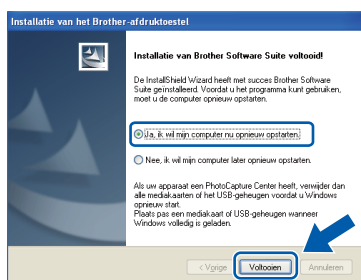 Installatie van het Brother-afdruktoestel
Installatie van Brother Software Suite voltooid!
De InstallShield Wizard heeft met succes Brother Software
Suite geïnstalleerd. Voordat u het programma kunt gebruiken,
moet u de computer opnieuw opstarten.
Ja, ik wil mijn computer nu opnieuw opstarten.
Nee, ik wil mijn computer later opnieuw opstarten.
Als uw apparaat een PhotoCapture Center heeft, verwijder dan
alle mediakaarten of het USB-geheugen voordat u Windows
opnieuw start.
Plaats pas een mediakaart of USB-geheugen wanneer
Windows volledig is geladen.
< Vorige
Voltooien
Annuleren